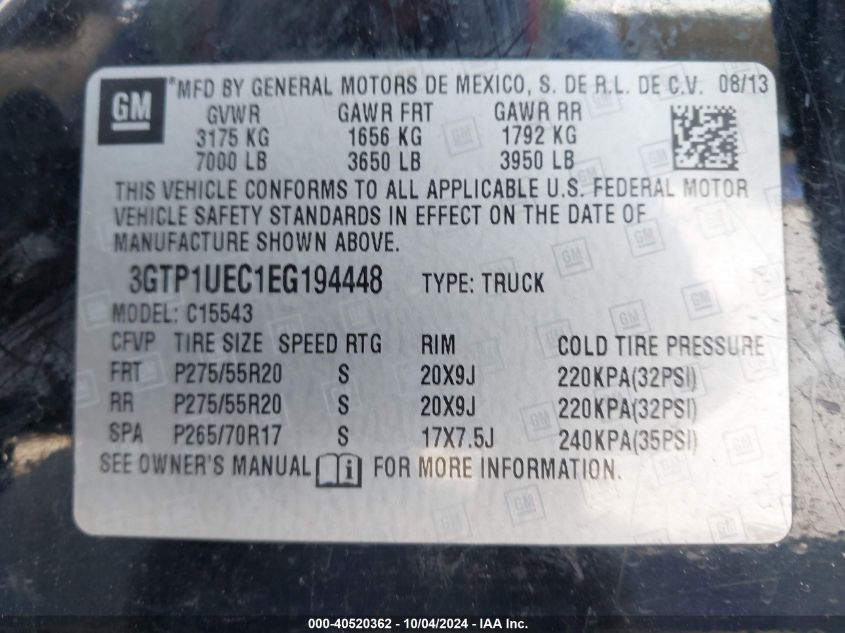 GM
®MFD BY GENERAL MOTORS DE MEXICO, S. DE R.L. DE C.V. 08/13
GVWR GAWR FRT GAWR RR
3175 KG 1656 KG 1792 KG
7000 LB 3650 LB 3950 LB
THIS VEHICLE CONFORMS TO ALL APPLICABLE U.S. FEDERAL MOTOR
VEHICLE SAFETY STANDARDS IN EFFECT ON THE DATE OF
MANUFACTURE SHOWN ABOVE.
3GTP1UEC1EG194448 TYPE: TRUCK
MODEL: C15543
CFVP TIRE SIZE SPEED RTG RIM COLD TIRE PRESSURE
FRT P275/55R20 S 20X9J 220KPA(32PSI)
RR P275/55R20 S 20X9J 220KPA(32PSI)
SPA P265/70R17 S 17X7.5J 240KPA(35PSI)
SEE OWNER'S MANUAL i FOR MORE INFORMATION.
000-40520362 - 10/04/2024 - IAA Inc.